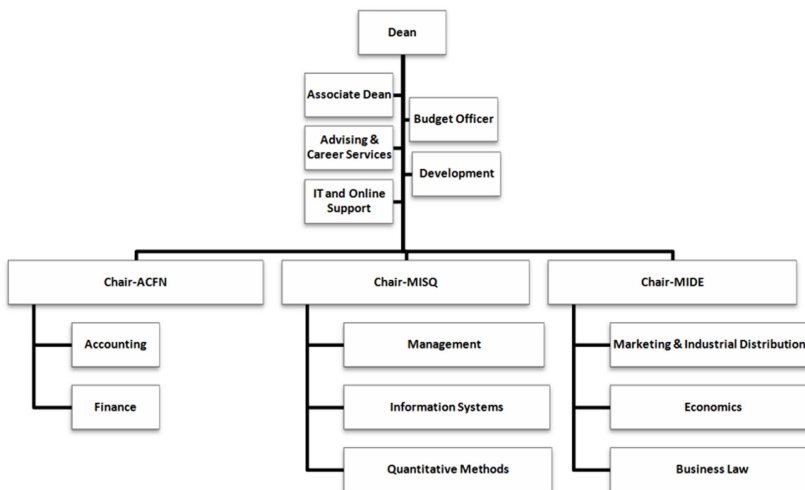 Dean
Associate Dean
Budget Officer
Advising &
Career Services
Development
IT and Online
Support
Chair-ACFN
Chair-MISQ
Chair-MIDE
Accounting
Management
Marketing & Industrial Distribution
Finance
Information Systems
Economics
Quantitative Methods
Business Law